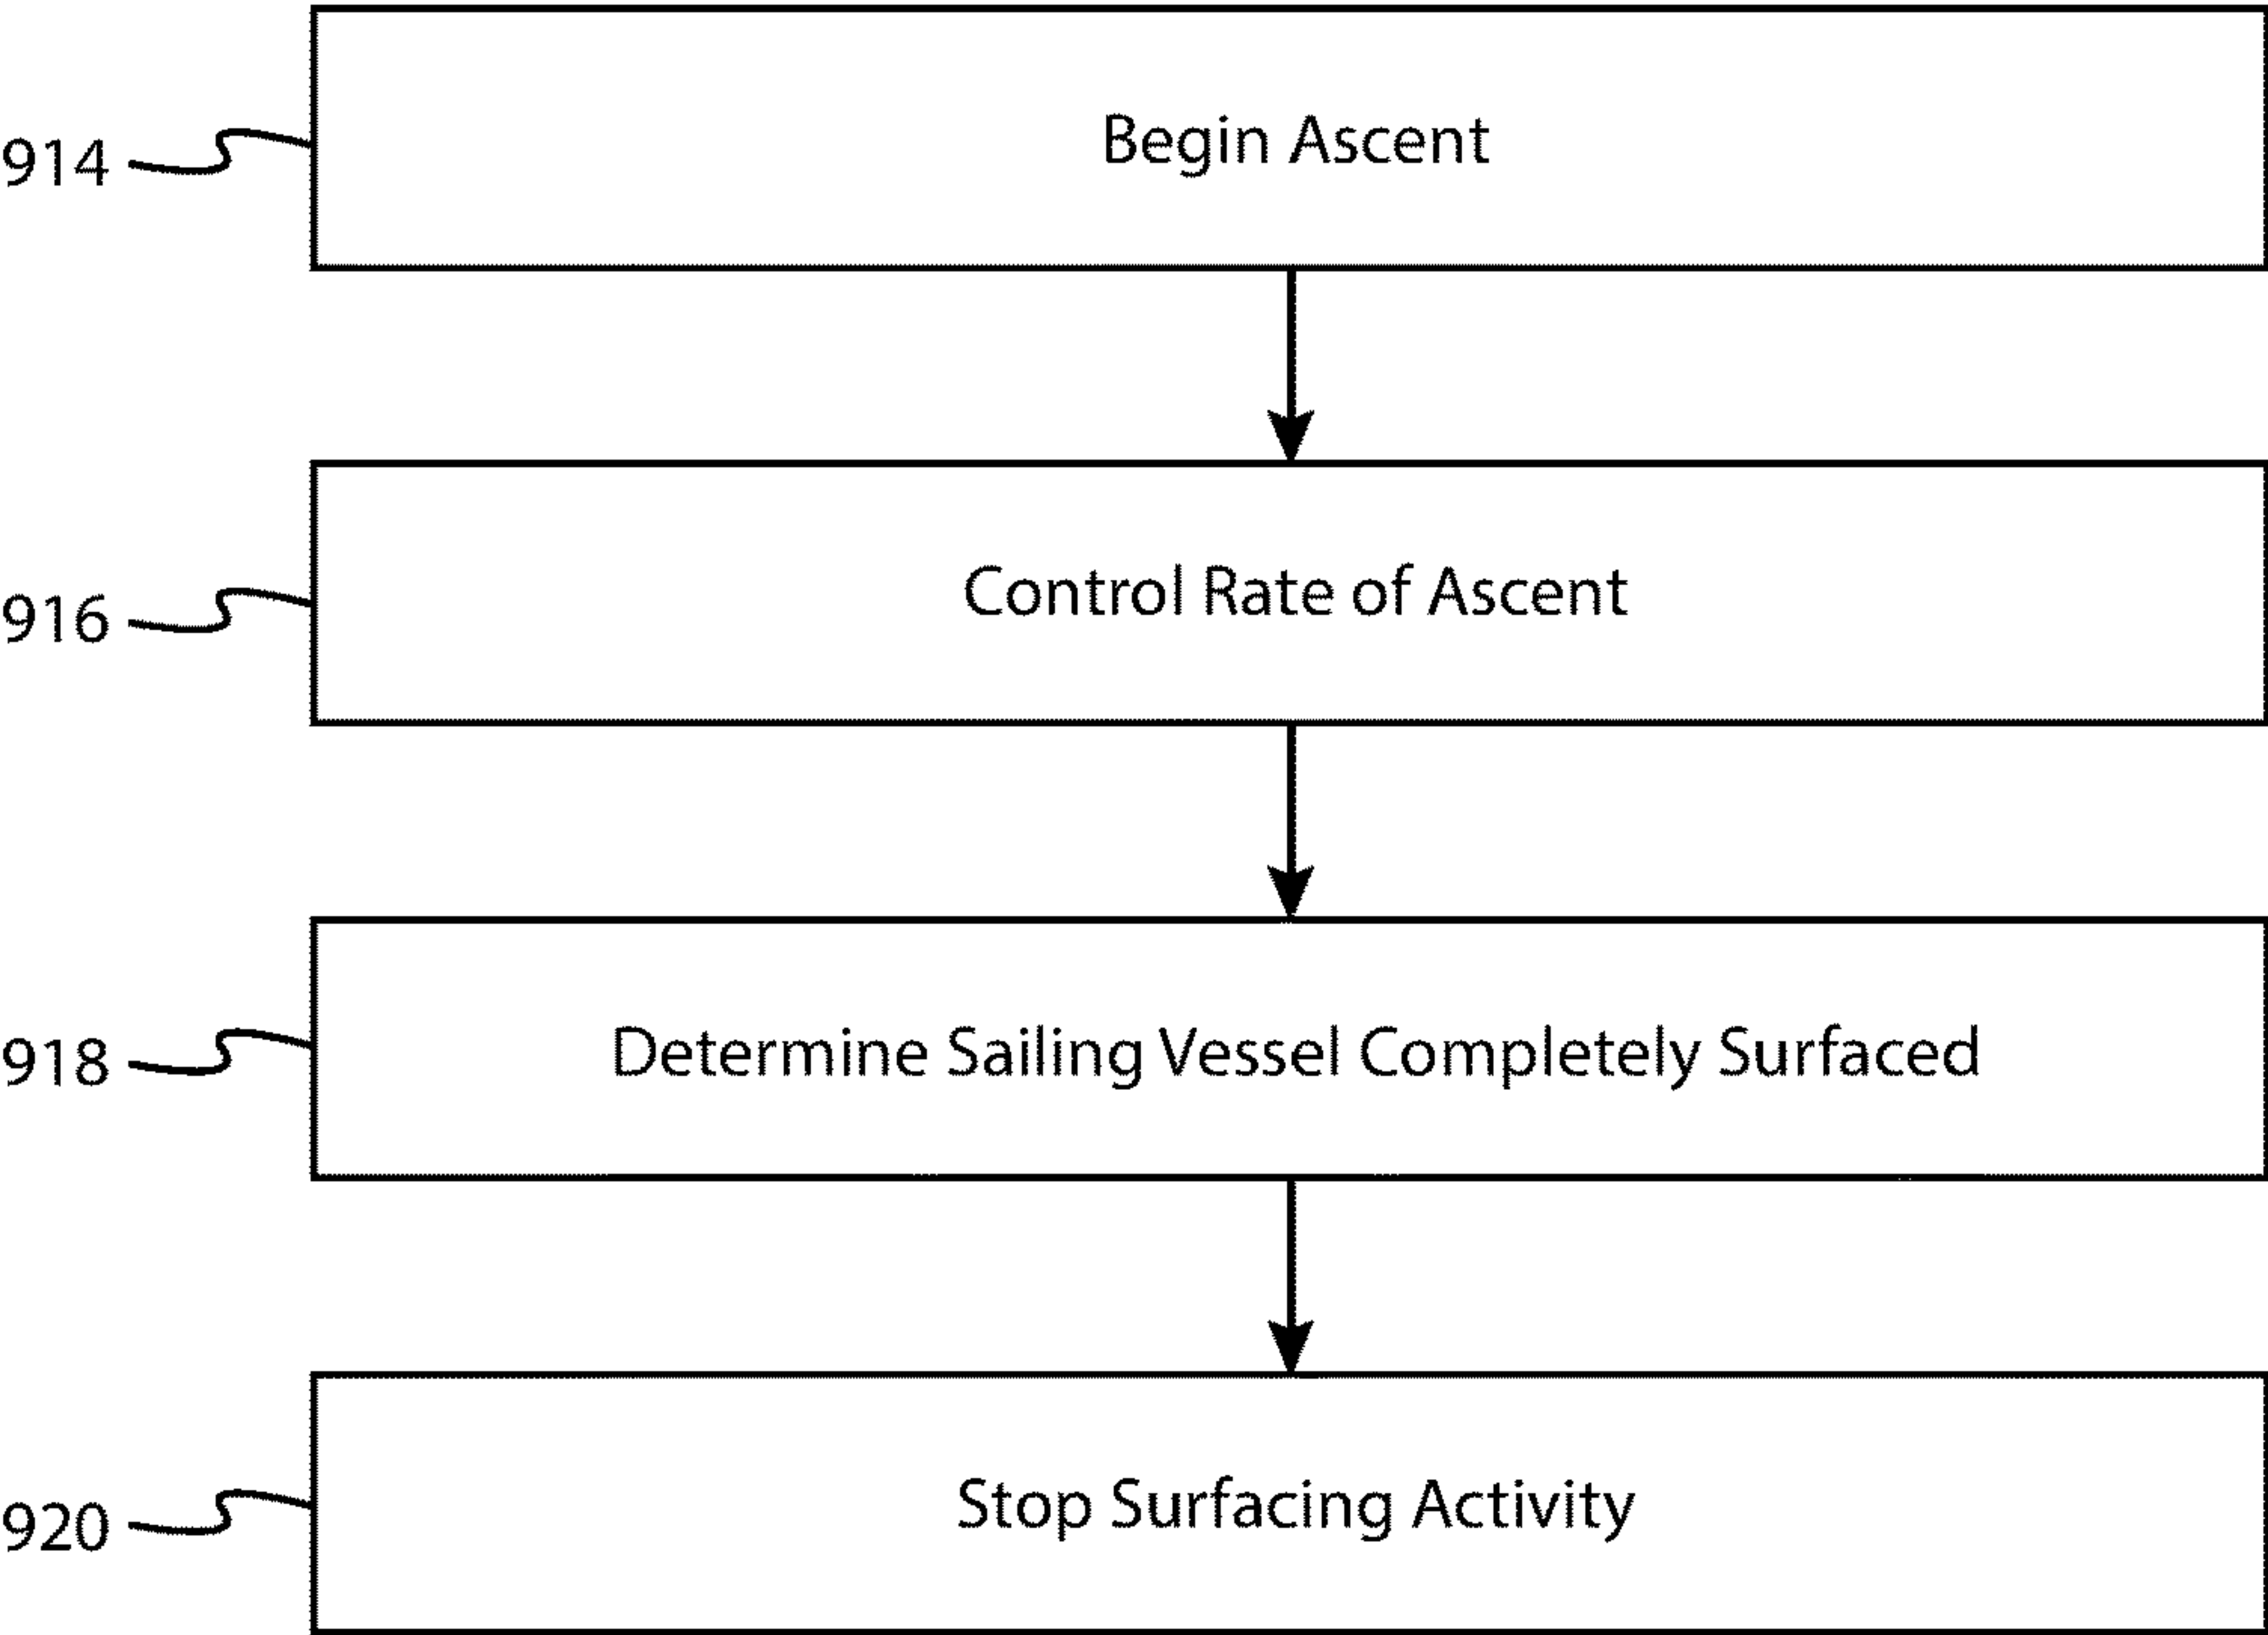 Begin Ascent
914
Control Rate of Ascent
916
Determine Sailing Vessel Completely Surfaced
918
Stop Surfacing Activity
920